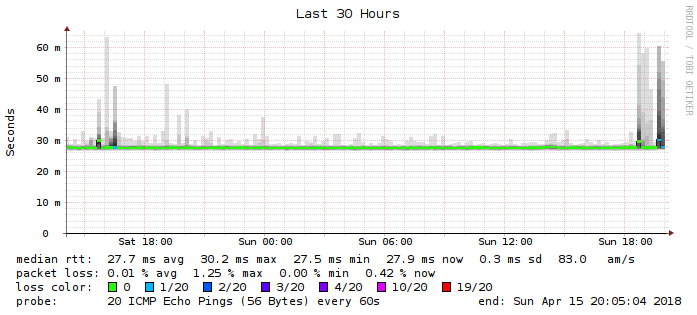 Last 30 Hours
RRDTOOL / TOBI OETIKER
Seconds
60 m
50 m
40 m
30 m
20 m
10 m
0
Sat 18:00 Sun 00:00 Sun 06:00 Sun 12:00 Sun 18:00
median rtt: 27.7 ms avg 30.2 ms max 27.5 ms min 27.9 ms now 0.3 ms sd 83.0 am/s
packet loss: 0.01 % avg 1.25 % max 0.00 % min 0.42 % now
loss color: 0 1/20 2/20 3/20 4/20 10/20 19/20
probe: 20 ICMP Echo Pings (56 Bytes) every 60s end: Sun Apr 15 20:05:04 2018